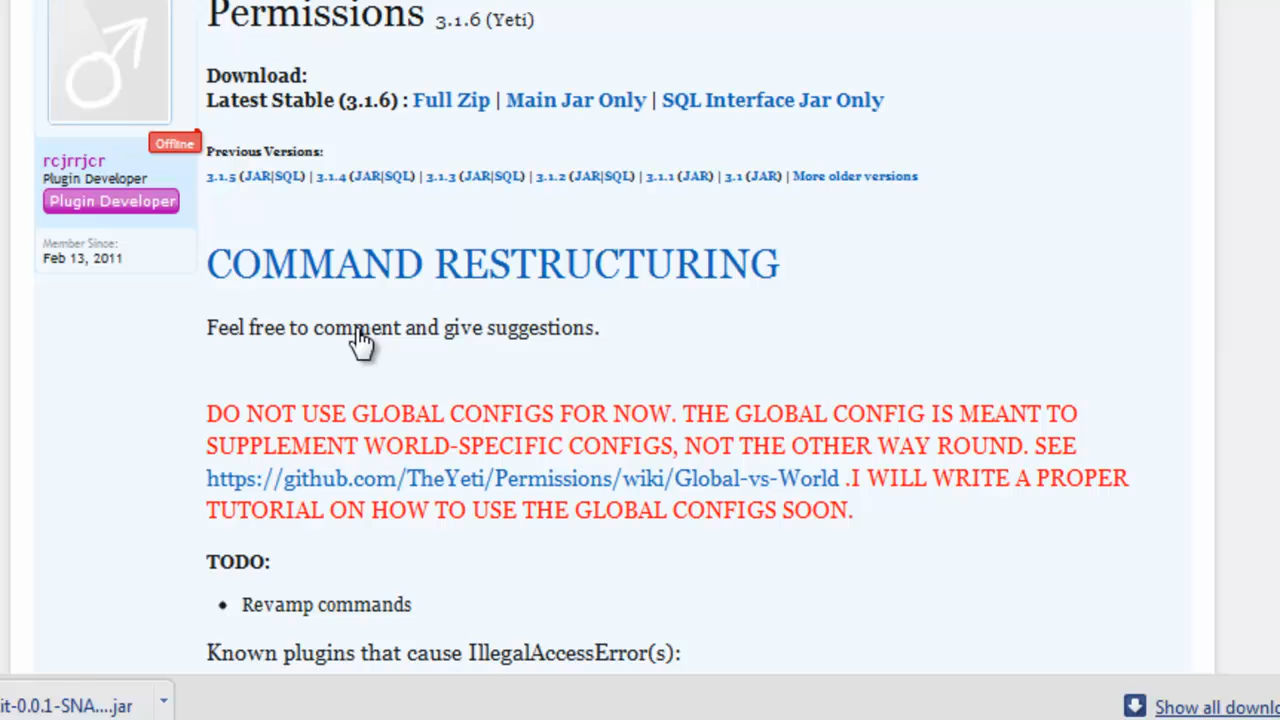 Permissions 3.1.6 (Yeti)
Download:
Latest Stable (3.1.6) : Full Zip | Main Jar Only | SQL Interface Jar Only
Offline
Previous Versions:
rcjrrjcr
3.1.5 (JAR|SQL) | 3.1.4 (JAR|SQL) | 3.1.3 (JAR|SQL) | 3.1.2 (JAR|SQL) | 3.1.1 (JAR) | 3.1 (JAR) | More older versions
Plugin Developer
Plugin Developer
Member Since:
Feb 13, 2011
COMMAND RESTRUCTURING
Feel free to comment and give suggestions.
DO NOT USE GLOBAL CONFIGS FOR NOW. THE GLOBAL CONFIG IS MEANT TO
SUPPLEMENT WORLD-SPECIFIC CONFIGS, NOT THE OTHER WAY ROUND. SEE
https://github.com/TheYeti/Permissions/wiki/Global-vs-World .I WILL WRITE A PROPER
TUTORIAL ON HOW TO USE THE GLOBAL CONFIGS SOON.
TODO:
Revamp commands
Known plugins that cause IllegalAccessError(s):
it-0.0.1-SNA....jar
Show all downlo